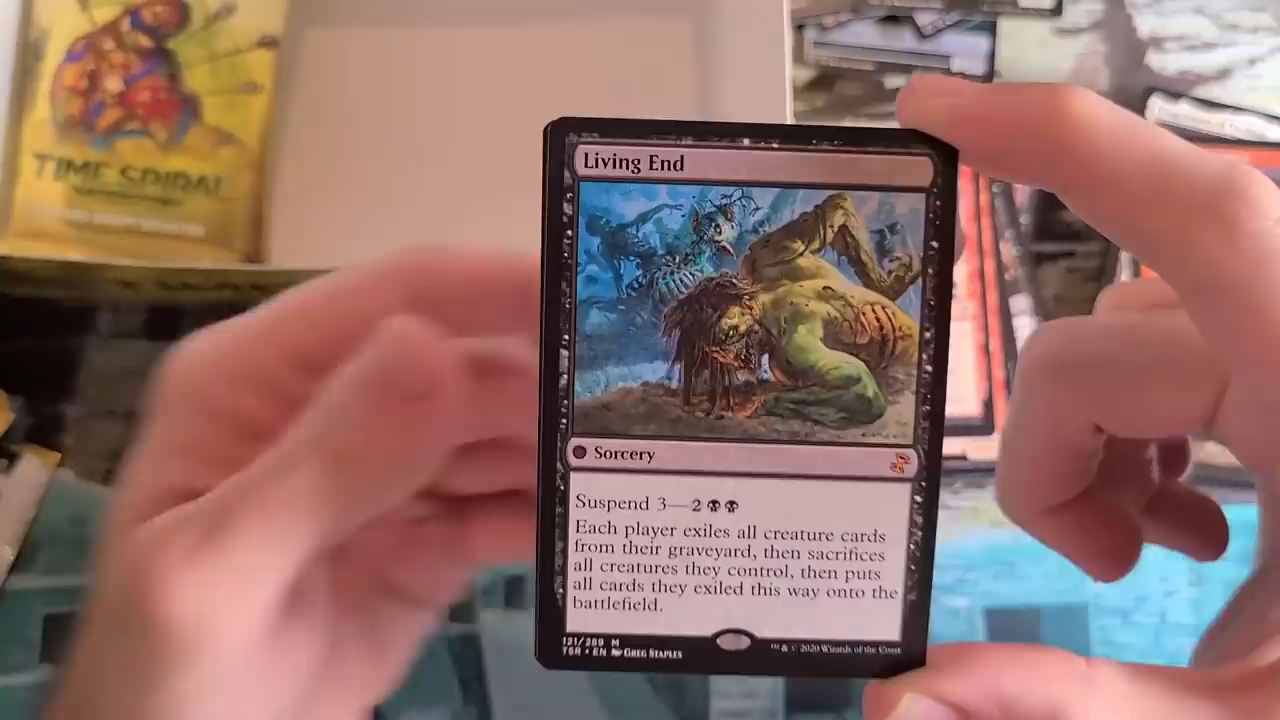 TIME SPIRAL
Living End
Sorcery
Suspend 3—2
Each player exiles all creature cards
from their graveyard, then sacrifices
all creatures they control, then puts
all cards they exiled this way onto the
battlefield.
121/289 M
TSR • EN Greg Staples
™ & © 2020 Wizards of the Coast